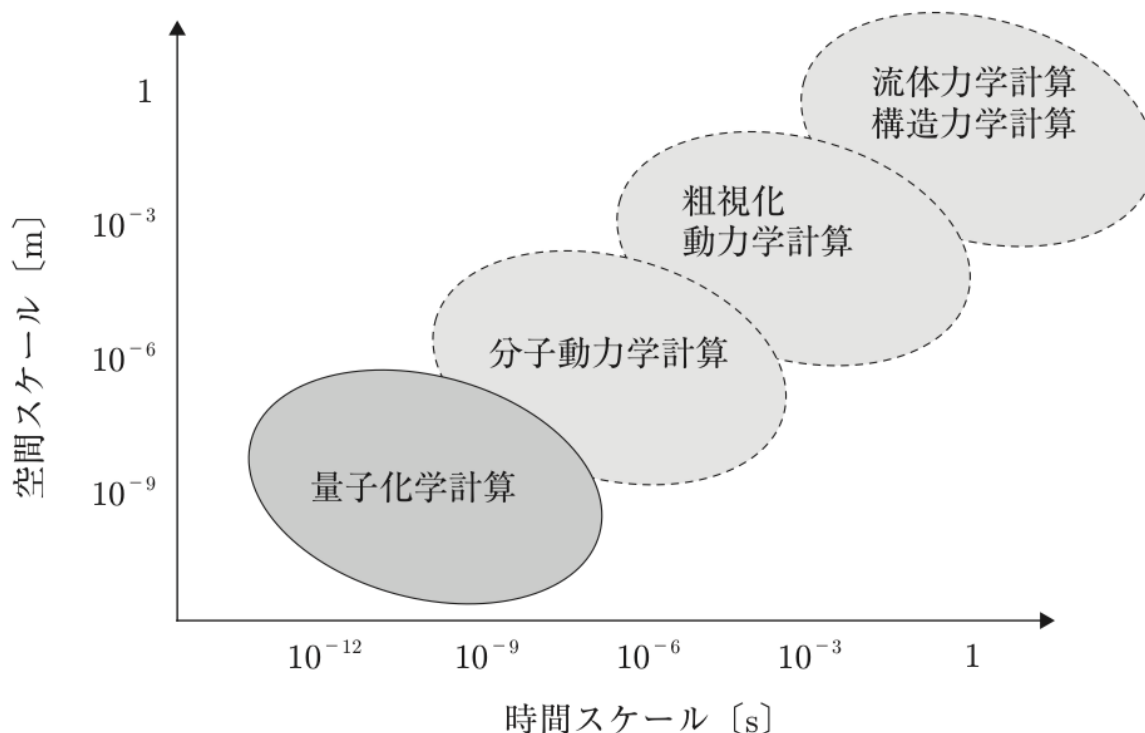 1
10⁻³
10⁻⁶
10⁻⁹
空間スケール〔m〕
流体力学計算
構造力学計算
粗視化
動力学計算
分子動力学計算
量子化学計算
10⁻¹²
10⁻⁹
10⁻⁶
10⁻³
1
時間スケール〔s〕